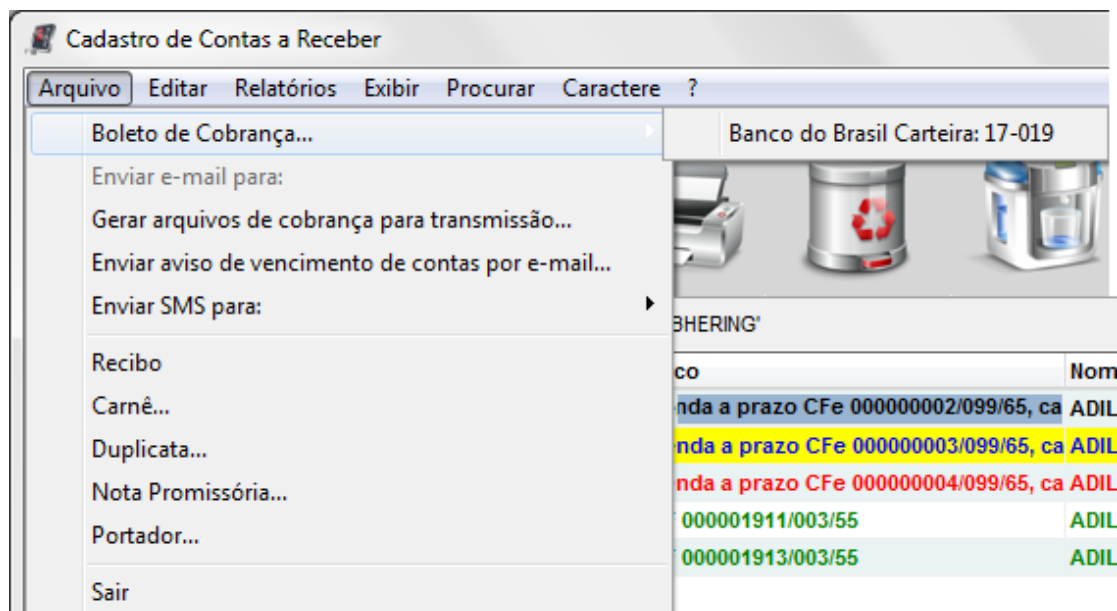 Cadastro de Contas a Receber
Arquivo Editar Relatórios Exibir Procurar Caractere ?
Boleto de Cobrança...
Banco do Brasil Carteira: 17-019
Enviar e-mail para:
Gerar arquivos de cobrança para transmissão...
Enviar aviso de vencimento de contas por e-mail...
Enviar SMS para:
BHERING'
Recibo
co Nom
Carnê...
nda a prazo CFe 000000002/099/65, ca ADIL
Duplicata...
nda a prazo CFe 000000003/099/65, ca ADIL
Nota Promissória...
nda a prazo CFe 000000004/099/65, ca ADIL
Portador...
000001911/003/55 ADIL
000001913/003/55 ADIL
Sair